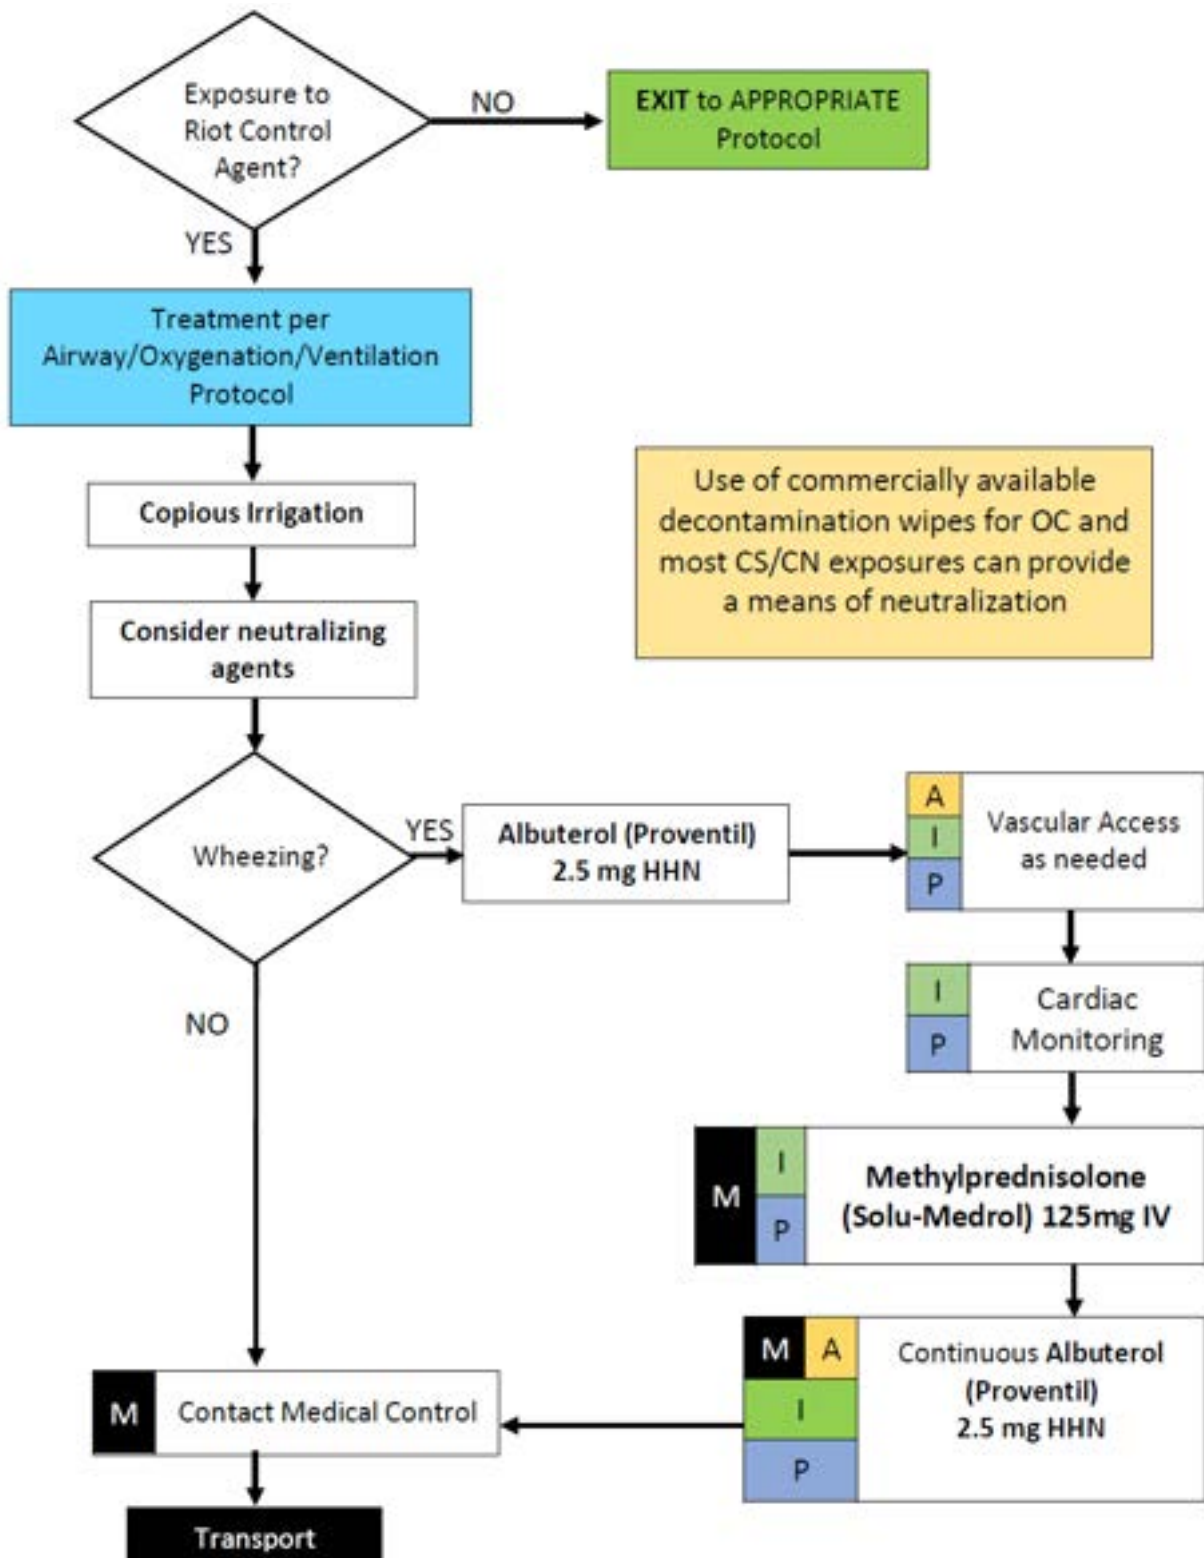 Exposure to
Riot Control
Agent?
NO
EXIT to APPROPRIATE
Protocol
YES
Treatment per
Airway/Oxygenation/Ventilation
Protocol
Copious Irrigation
Use of commercially available
decontamination wipes for OC and
most CS/CN exposures can provide
a means of neutralization
Consider neutralizing
agents
Wheezing?
YES
Albuterol (Proventil)
2.5 mg HHN
A
I
P
Vascular Access
as needed
NO
I
P
Cardiac
Monitoring
M
I
P
Methylprednisolone
(Solu-Medrol) 125mg IV
M A
I
P
Continuous Albuterol
(Proventil)
2.5 mg HHN
M
Contact Medical Control
Transport